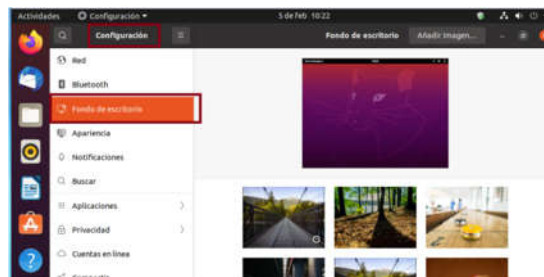 Actividades Configuración 5 de feb 10:22
Configuración Fondo de escritorio Añadir Imagen...
Red
Bluetooth
Fondo de escritorio
Apariencia
Notificaciones
Buscar
Aplicaciones
Privacidad
Cuentas en línea
Compartir